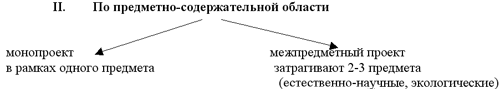 II. По предметно-содержательной области
монопроект межпредметный проект
в рамках одного предмета затрагивают 2-3 предмета
(естественно-научные, экологические)